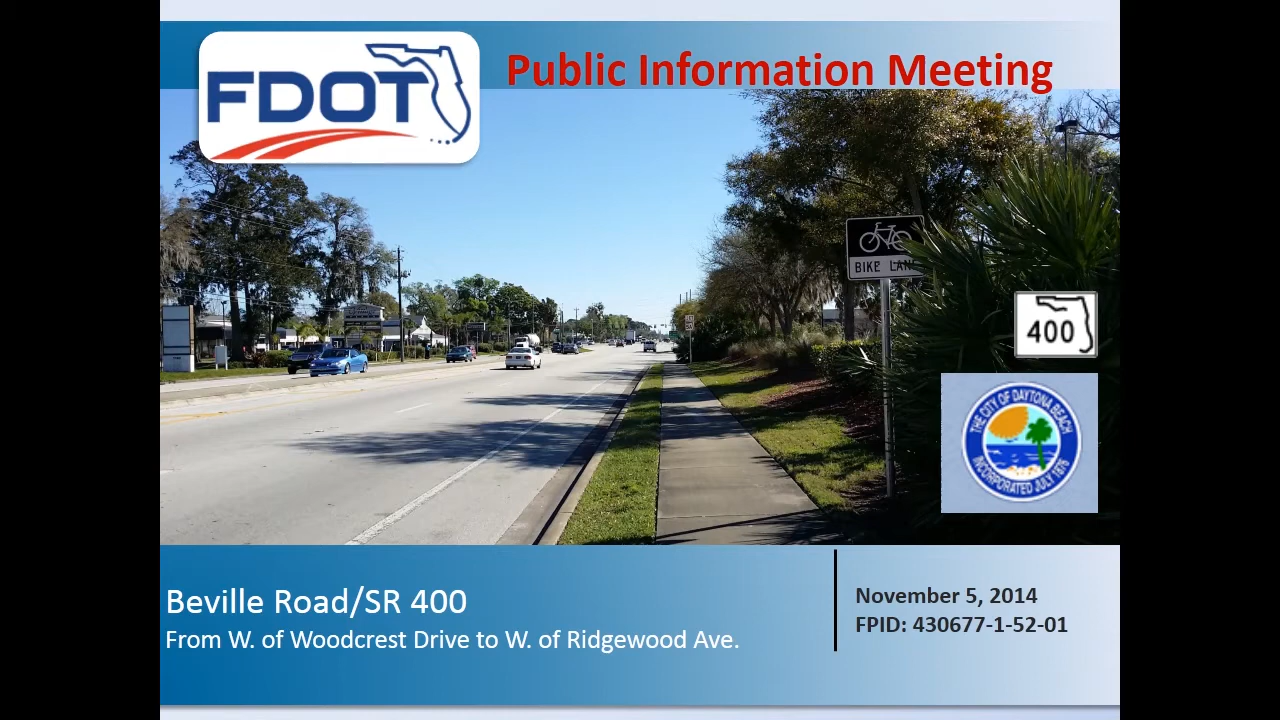 FDOT
Public Information Meeting
BIKE LANE
400
THE CITY OF DAYTONA BEACH
INCORPORATED JULY 1876
Beville Road/SR 400
From W. of Woodcrest Drive to W. of Ridgewood Ave.
November 5, 2014
FPID: 430677-1-52-01